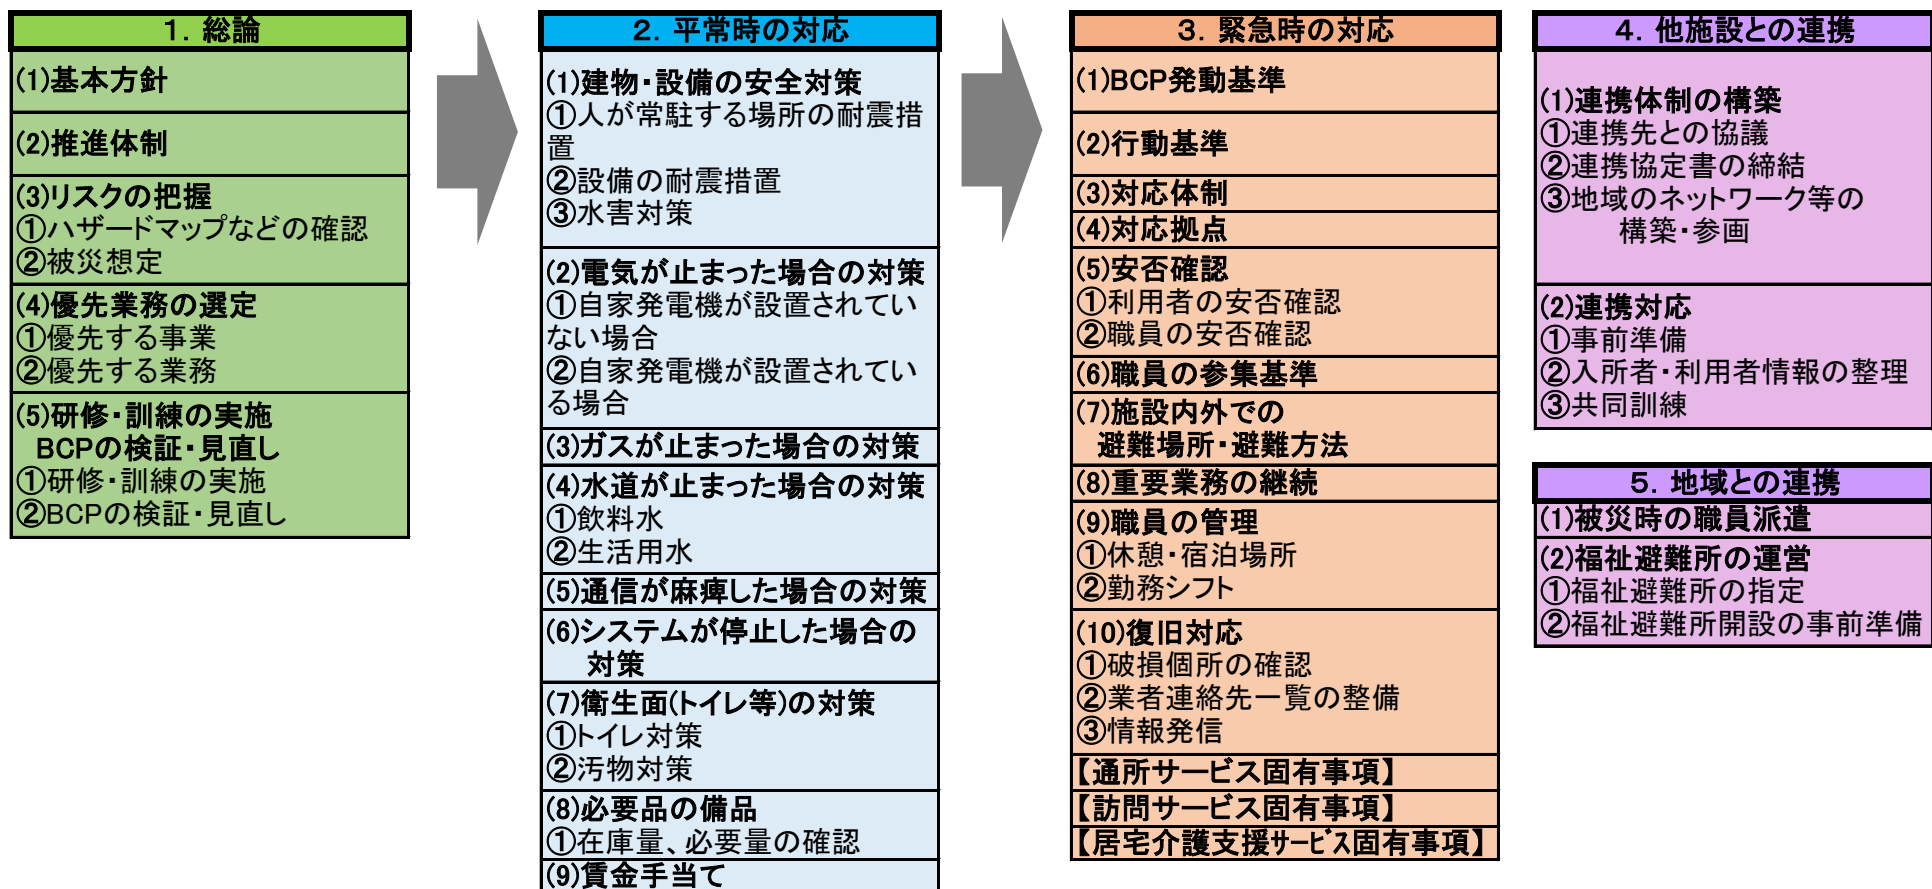 1. 総論
(1)基本方針
(2)推進体制
(3)リスクの把握
①ハザードマップなどの確認
②被災想定
(4)優先業務の選定
①優先する事業
②優先する業務
(5)研修・訓練の実施
BCPの検証・見直し
①研修・訓練の実施
②BCPの検証・見直し
2. 平常時の対応
(1)建物・設備の安全対策
①人が常駐する場所の耐震措
置
②設備の耐震措置
③水害対策
(2)電気が止まった場合の対策
①自家発電機が設置されてい
ない場合
②自家発電機が設置されてい
る場合
(3)ガスが止まった場合の対策
(4)水道が止まった場合の対策
①飲料水
②生活用水
(5)通信が麻痺した場合の対策
(6)システムが停止した場合の
対策
(7)衛生面(トイレ等)の対策
①トイレ対策
②汚物対策
(8)必要品の備品
①在庫量、必要量の確認
(9)賃金手当て
3. 緊急時の対応
(1)BCP発動基準
(2)行動基準
(3)対応体制
(4)対応拠点
(5)安否確認
①利用者の安否確認
②職員の安否確認
(6)職員の参集基準
(7)施設内外での
避難場所・避難方法
(8)重要業務の継続
(9)職員の管理
①休憩・宿泊場所
②勤務シフト
(10)復旧対応
①破損個所の確認
②業者連絡先一覧の整備
③情報発信
【通所サービス固有事項】
【訪問サービス固有事項】
【居宅介護支援サービス固有事項】
4. 他施設との連携
(1)連携体制の構築
①連携先との協議
②連携協定書の締結
③地域のネットワーク等の
構築・参画
(2)連携対応
①事前準備
②入所者・利用者情報の整理
③共同訓練
5. 地域との連携
(1)被災時の職員派遣
(2)福祉避難所の運営
①福祉避難所の指定
②福祉避難所開設の事前準備